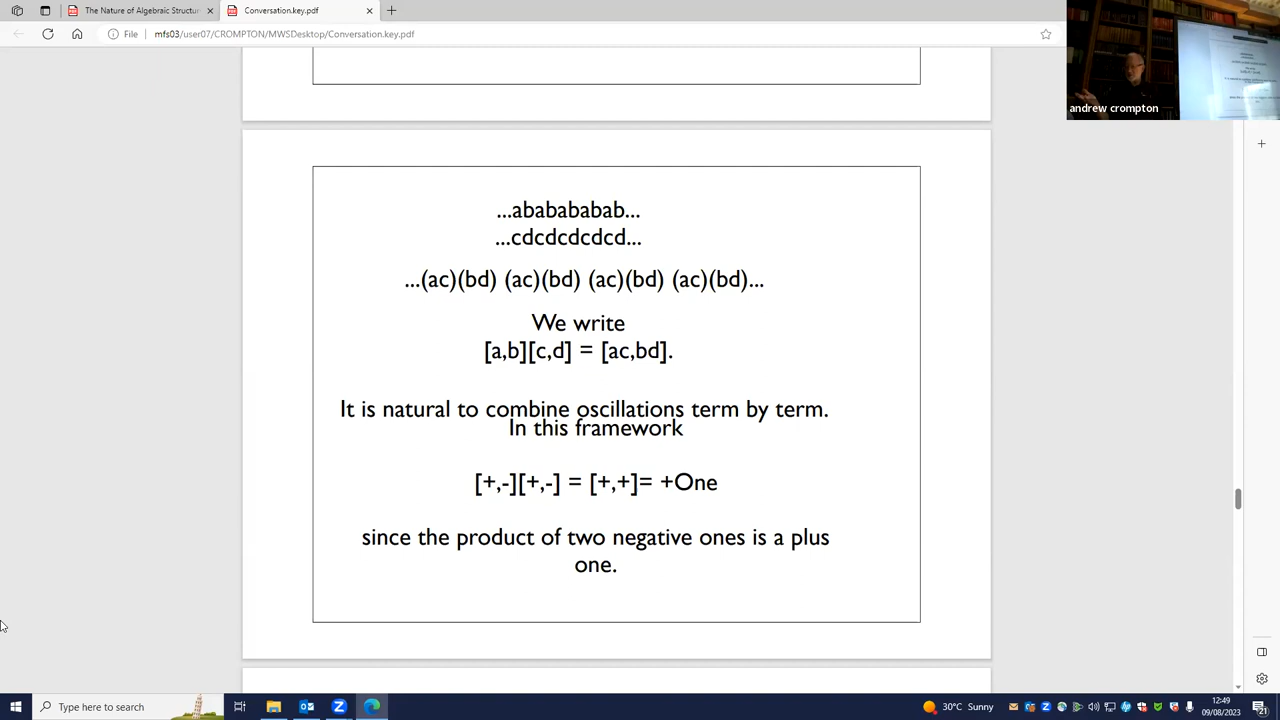 The Nature of Algebraic Structur
Conversation.key.pdf
File
mfs03/user07/CROMPTON/MWSDesktop/Conversation.key.pdf
andrew crompton
...ababababab...
...cdcdcdcdcd...
...(ac)(bd) (ac)(bd) (ac)(bd) (ac)(bd)...
We write
[a,b][c,d] = [ac,bd].
It is natural to combine oscillations term by term.
In this framework
[+,-][+,-] = [+,+]= +One
since the product of two negative ones is a plus
one.
Type here to search
30°C Sunny
12:49
09/08/2023
21